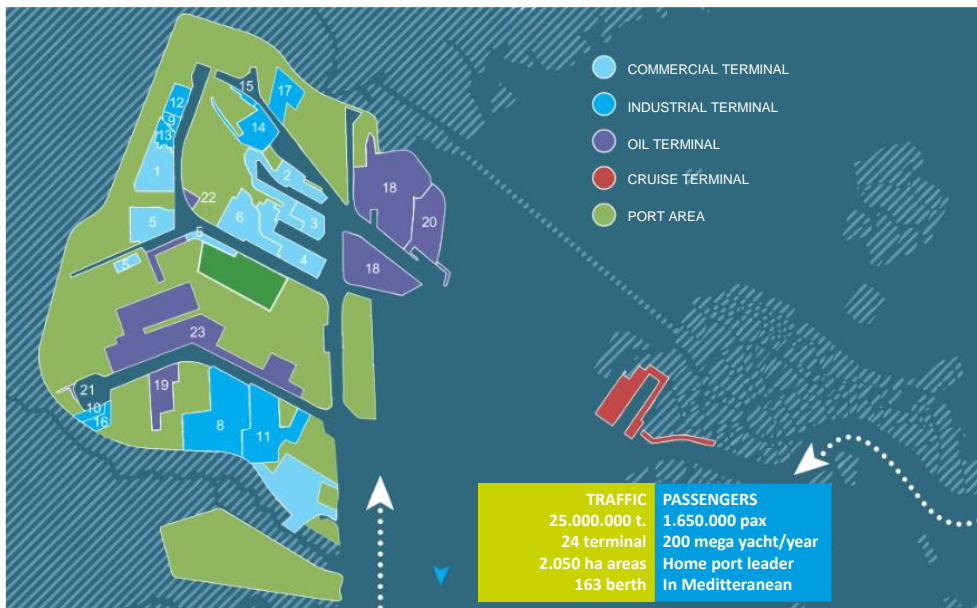 COMMERCIAL TERMINAL
INDUSTRIAL TERMINAL
OIL TERMINAL
CRUISE TERMINAL
PORT AREA
15
17
12
9
13
14
1
2
18
22
20
6
3
5
5
4
5
18
23
21
19
10
16
8
11
TRAFFIC
25.000.000 t.
24 terminal
2.050 ha areas
163 berth
PASSENGERS
1.650.000 pax
200 mega yacht/year
Home port leader
In Meditteranean